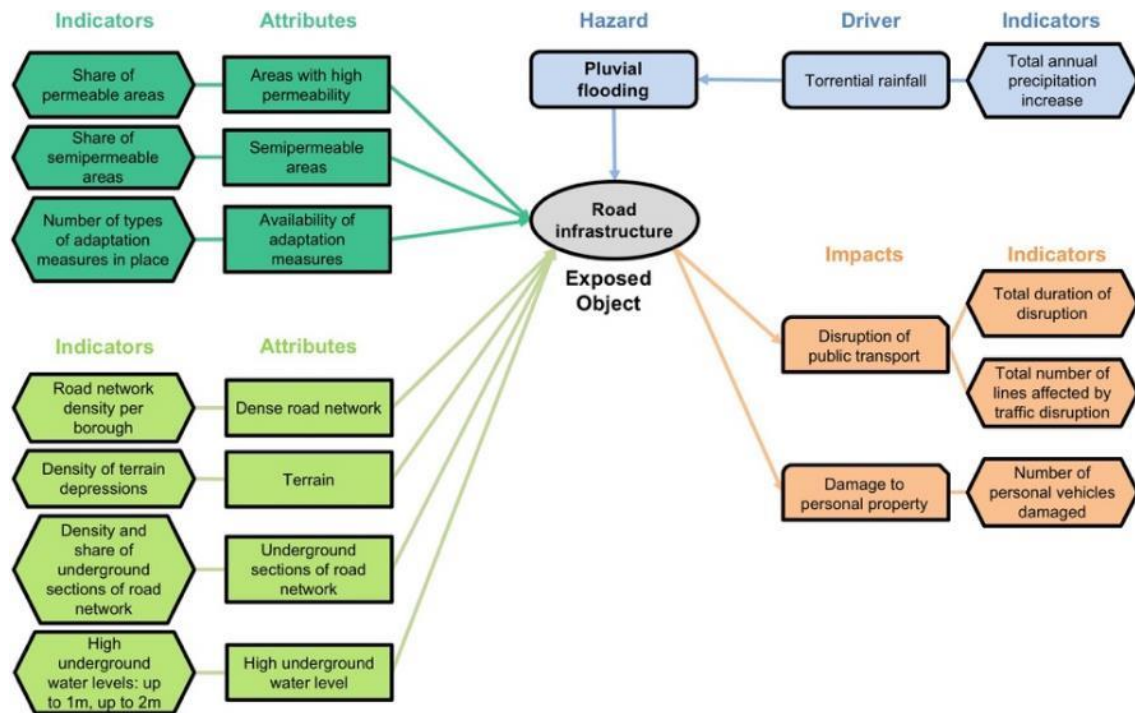 Indicators
Attributes
Share of
permeable areas
Areas with high
permeability
Share of
semipermeable
areas
Semipermeable
areas
Number of types
of adaptation
measures in place
Availability of
adaptation
measures
Hazard
Driver
Indicators
Pluvial
flooding
Torrential rainfall
Total annual
precipitation
increase
Road
infrastructure
Exposed
Object
Impacts
Indicators
Disruption of
public transport
Total duration of
disruption
Total number of
lines affected by
traffic disruption
Damage to
personal property
Number of
personal vehicles
damaged
Indicators
Attributes
Road network
density per
borough
Dense road network
Density of terrain
depressions
Terrain
Density and
share of
underground
sections of road
network
Underground
sections of road
network
High
underground
water levels: up
to 1m, up to 2m
High underground
water level